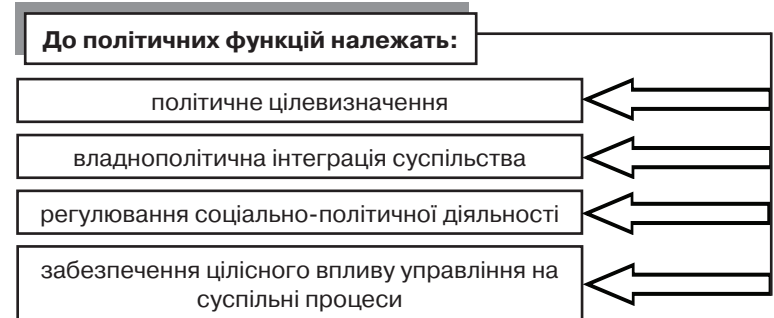 До політичних функцій належать:
політичне цілевизначення
владнополітична інтеграція суспільства
регулювання соціально-політичної діяльності
забезпечення цілісного впливу управління на
суспільні процеси